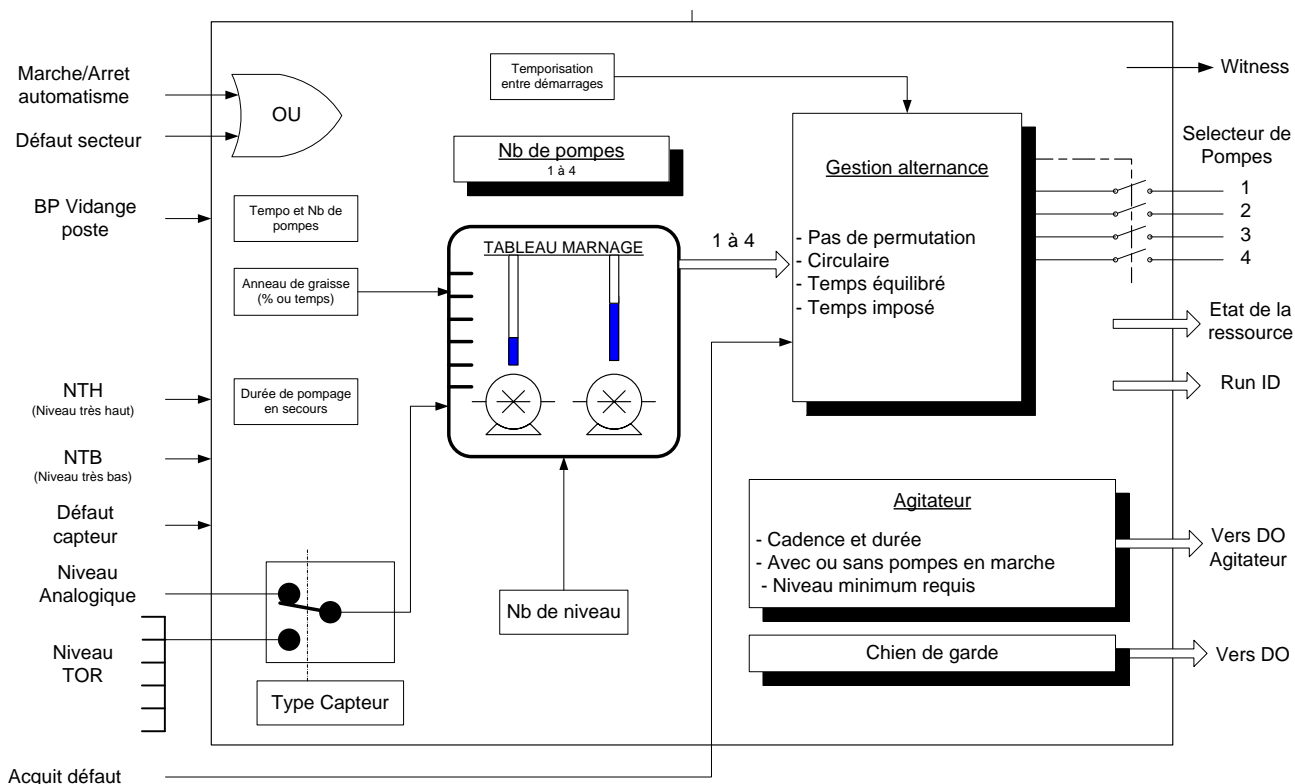 Marche/Arret
automatisme
Défaut secteur
BP Vidange
poste
NTH
(Niveau très haut)
NTB
(Niveau très bas)
Défaut
capteur
Niveau
Analogique
Niveau
TOR
Acquit défaut
OU
Tempo et Nb de
pompes
Anneau de graisse
(% ou temps)
Durée de pompage
en secours
Type Capteur
Temporisation
entre démarrages
Nb de pompes
1 à 4
TABLEAU MARNAGE
Nb de niveau
1 à 4
Gestion alternance
- Pas de permutation
- Circulaire
- Temps équilibré
- Temps imposé
Agitateur
- Cadence et durée
- Avec ou sans pompes en marche
- Niveau minimum requis
Chien de garde
Witness
Selecteur de
Pompes
1
2
3
4
Etat de la
ressource
Run ID
Vers DO
Agitateur
Vers DO